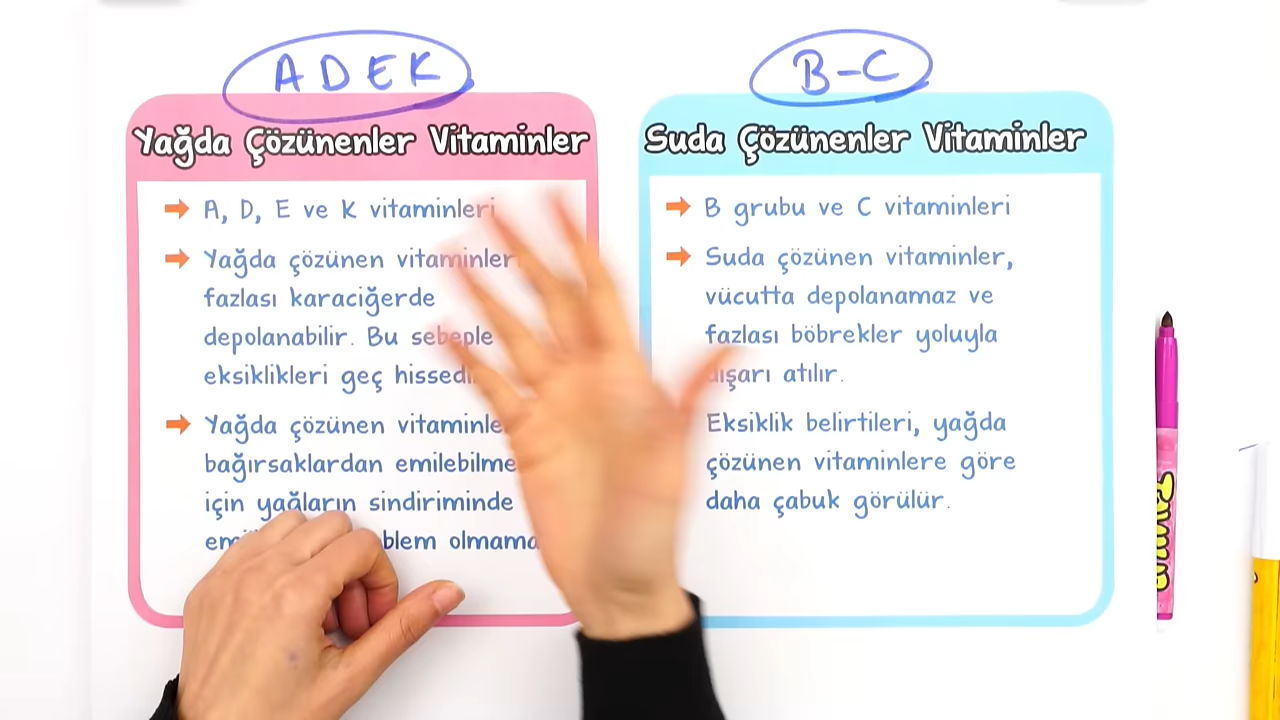 ADEK
Yağda Çözünenler Vitaminler
A, D, E ve K vitaminleri
Yağda çözünen
fazlası karaciğerde
depolanabilir. Bu sebeple
eksiklikleri geç
Yağda çözünen
bağırsaklardan
için yağların sindiriminde
B-C
Suda Çözünenler Vitaminler
B grubu ve C vitaminleri
Suda çözünen vitaminler,
vücutta depolanamaz ve
fazlası böbrekler yoluyla
dışarı atılır.
Eksiklik belirtileri, yağda
çözünen vitaminlere göre
daha çabuk görülür.